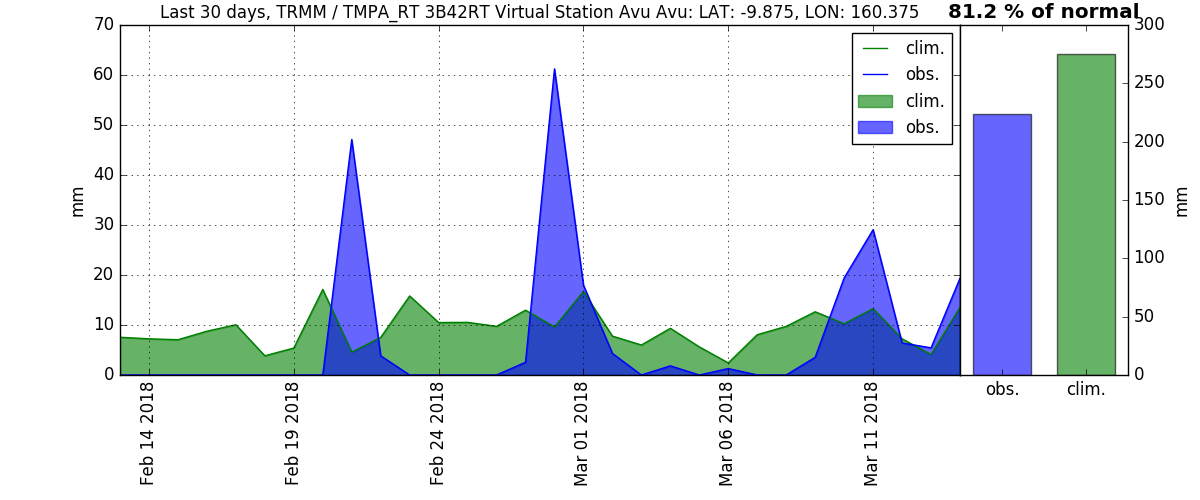 Last 30 days, TRMM / TMPA_RT 3B42RT Virtual Station Avu Avu: LAT: -9.875, LON: 160.375
81.2 % of normal
clim.
obs.
clim.
obs.
mm
70
60
50
40
30
20
10
0
Feb 14 2018
Feb 19 2018
Feb 24 2018
Mar 01 2018
Mar 06 2018
Mar 11 2018
300
250
200
150
100
50
0
mm
obs.
clim.